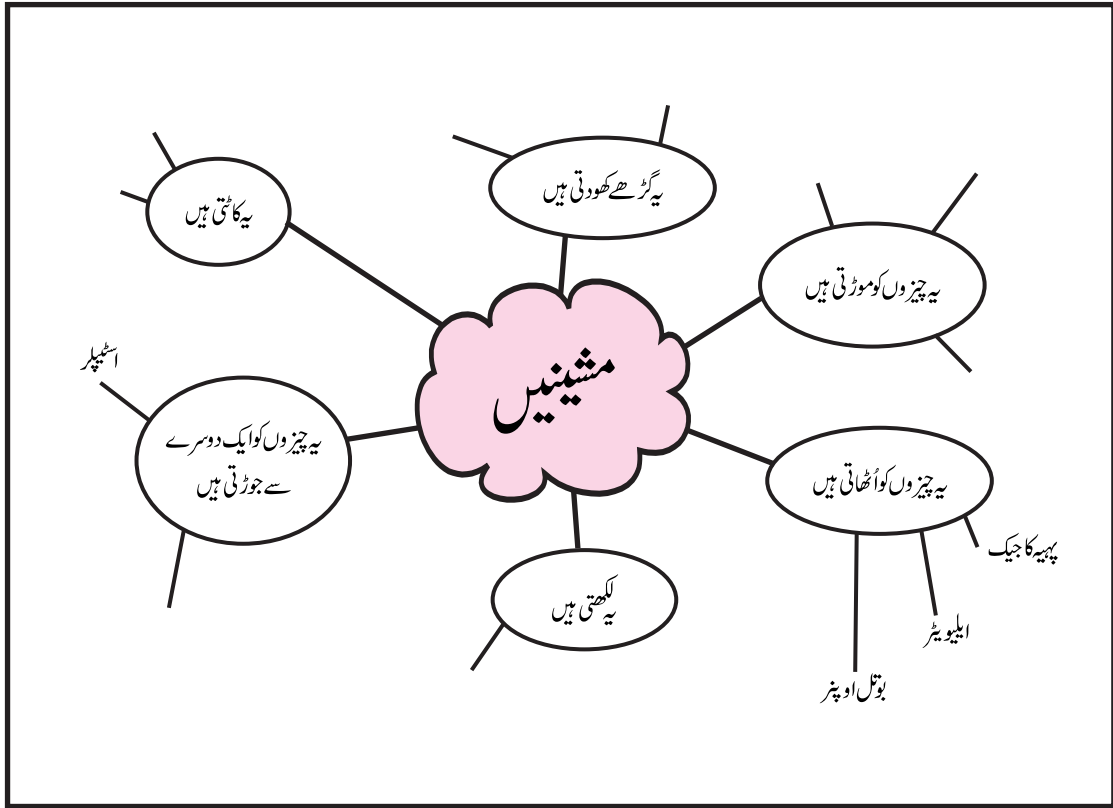 یہ گڑھے کھودتی ہیں
یہ کاٹتی ہیں
یہ چیزوں کو موڑتی ہیں
مشینیں
اسٹیپلر
یہ چیزوں کو ایک دوسرے
سے جوڑتی ہیں
یہ چیزوں کو اُٹھاتی ہیں
پہیہ کا جیک
یہ لکھتی ہیں
ایلیویٹر
بوتل اوپنر